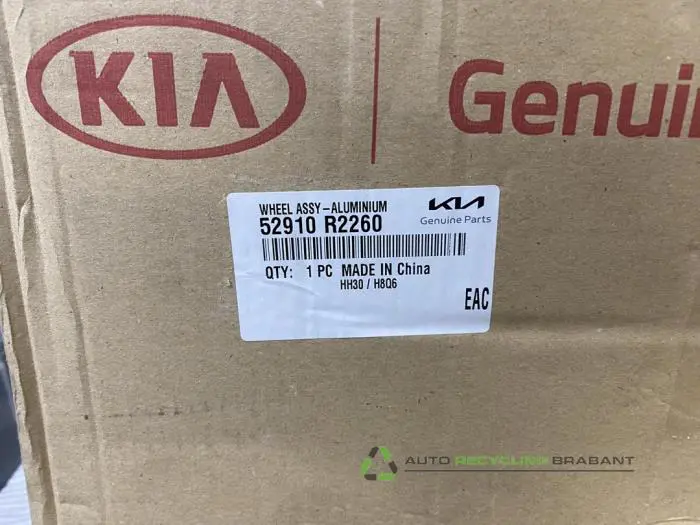 KIA
Genui
WHEEL ASSY-ALUMINIUM
KIA
52910 R2260
Genuine Parts
QTY: 1 PC MADE IN China
HH30 / H8Q6
EAC
AUTO RECYCLING BRABANT